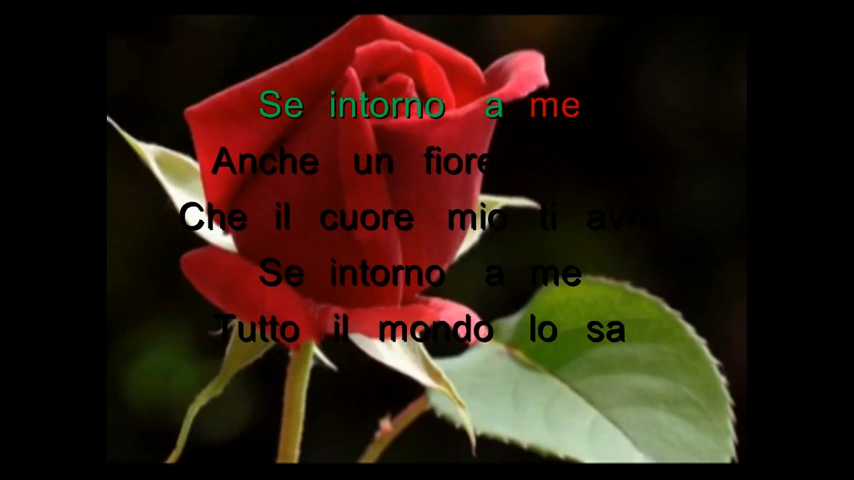 Se intorno a me
Anche un fiore
Che il cuore mio ti avrà
Se intorno a me
Tutto il mondo lo sa